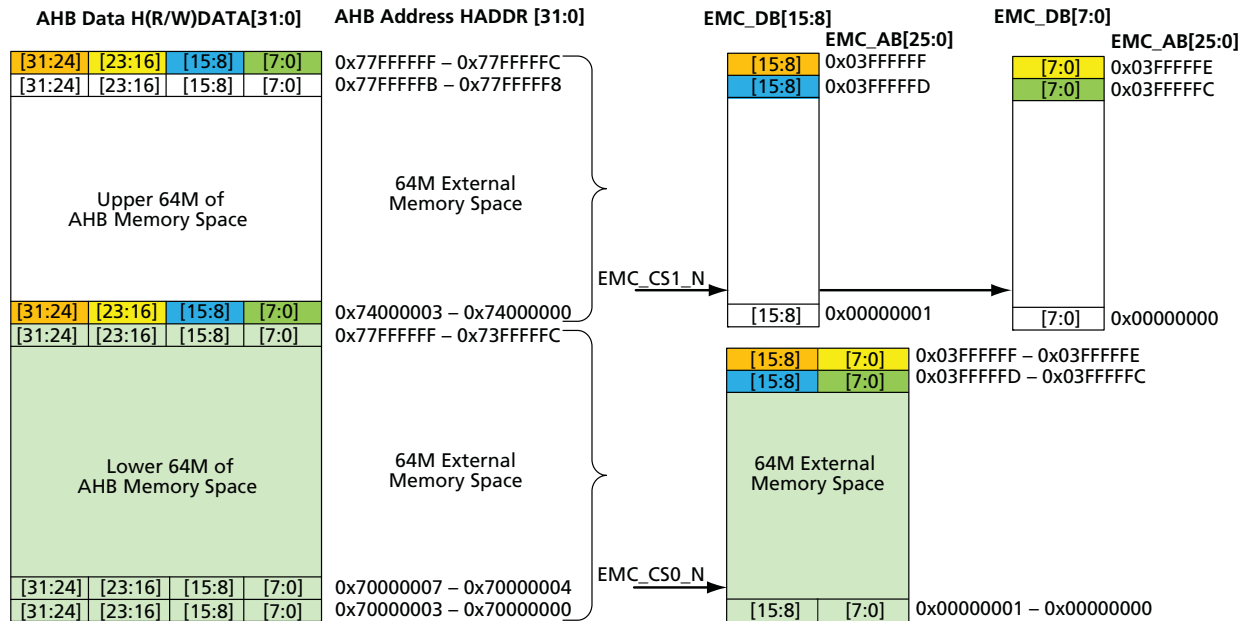 AHB Data H(R/W)DATA[31:0] AHB Address HADDR [31:0] EMC_DB[15:8] EMC_DB[7:0]
EMC_AB[25:0] EMC_AB[25:0]
[31:24] [23:16] [15:8] [7:0] 0x77FFFFFF – 0x77FFFFFC [15:8] 0x03FFFFFF [7:0] 0x03FFFFFE
[31:24] [23:16] [15:8] [7:0] 0x77FFFFFB – 0x77FFFFF8 [15:8] 0x03FFFFFD [7:0] 0x03FFFFFC
Upper 64M of
AHB Memory Space
64M External
Memory Space
EMC_CS1_N
[31:24] [23:16] [15:8] [7:0] 0x74000003 – 0x74000000 [15:8] 0x00000001 [7:0] 0x00000000
[31:24] [23:16] [15:8] [7:0] 0x77FFFFFF – 0x73FFFFFC
[15:8] [7:0] 0x03FFFFFF – 0x03FFFFFE
[15:8] [7:0] 0x03FFFFFD – 0x03FFFFFC
Lower 64M of
AHB Memory Space
64M External
Memory Space
64M External
Memory Space
EMC_CS0_N
[31:24] [23:16] [15:8] [7:0] 0x70000007 – 0x70000004
[31:24] [23:16] [15:8] [7:0] 0x70000003 – 0x70000000 [15:8] [7:0] 0x00000001 – 0x00000000